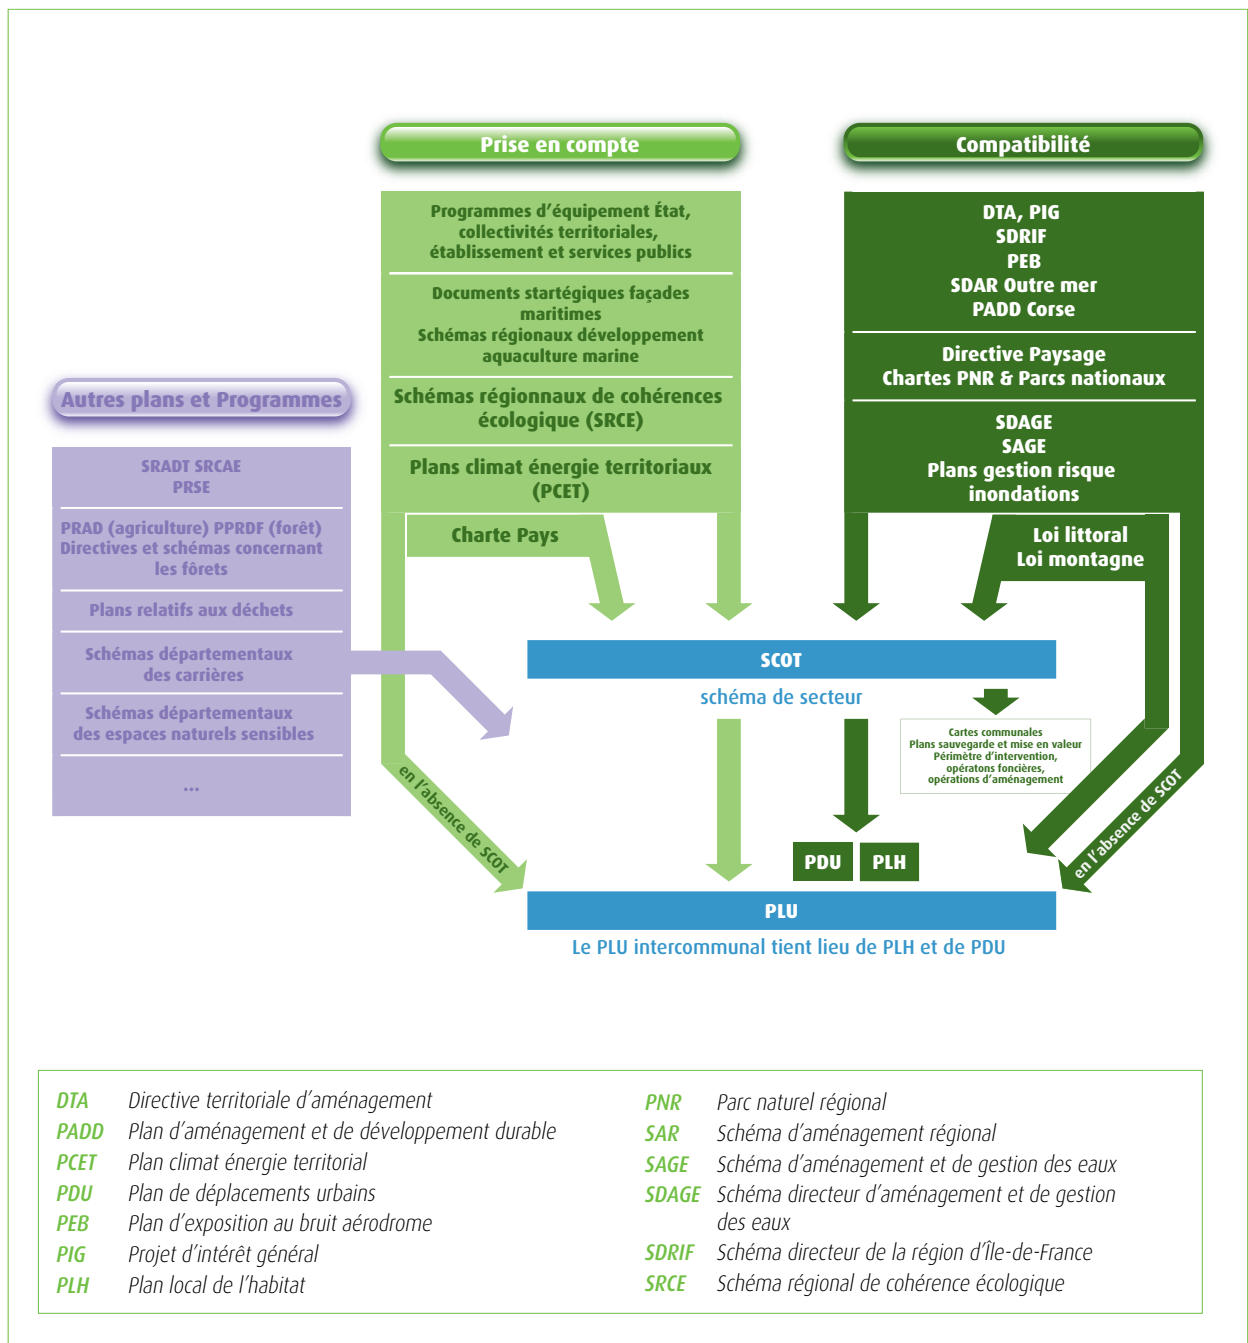 Prise en compte
Programmes d'équipement État,
collectivités territoriales,
établissement et services publics
Documents startégiques façades
maritimes
Schémas régionaux développement
aquaculture marine
Schémas régionnaux de cohérences
écologique (SRCE)
Plans climat énergie territoriaux
(PCET)
Charte Pays
Compatibilité
DTA, PIG
SDRIF
PEB
SDAR Outre mer
PADD Corse
Directive Paysage
Chartes PNR & Parcs nationaux
SDAGE
SAGE
Plans gestion risque
inondations
Loi littoral
Loi montagne
Autres plans et Programmes
SRADT SRCAE
PRSE
PRAD (agriculture) PPRDF (forêt)
Directives et schémas concernant
les fôrets
Plans relatifs aux déchets
Schémas départementaux
des carrières
Schémas départementaux
des espaces naturels sensibles
...
SCOT
schéma de secteur
Cartes communales
Plans sauvegarde et mise en valeur
Périmètre d'intervention,
opératons foncières,
opérations d'aménagement
en l'absence de SCOT
en l'absence de SCOT
PDU
PLH
PLU
Le PLU intercommunal tient lieu de PLH et de PDU
DTA Directive territoriale d'aménagement
PADD Plan d'aménagement et de développement durable
PCET Plan climat énergie territorial
PDU Plan de déplacements urbains
PEB Plan d'exposition au bruit aérodrome
PIG Projet d'intérêt général
PLH Plan local de l'habitat
PNR Parc naturel régional
SAR Schéma d'aménagement régional
SAGE Schéma d'aménagement et de gestion des eaux
SDAGE Schéma directeur d'aménagement et de gestion
des eaux
SDRIF Schéma directeur de la région d'Île-de-France
SRCE Schéma régional de cohérence écologique